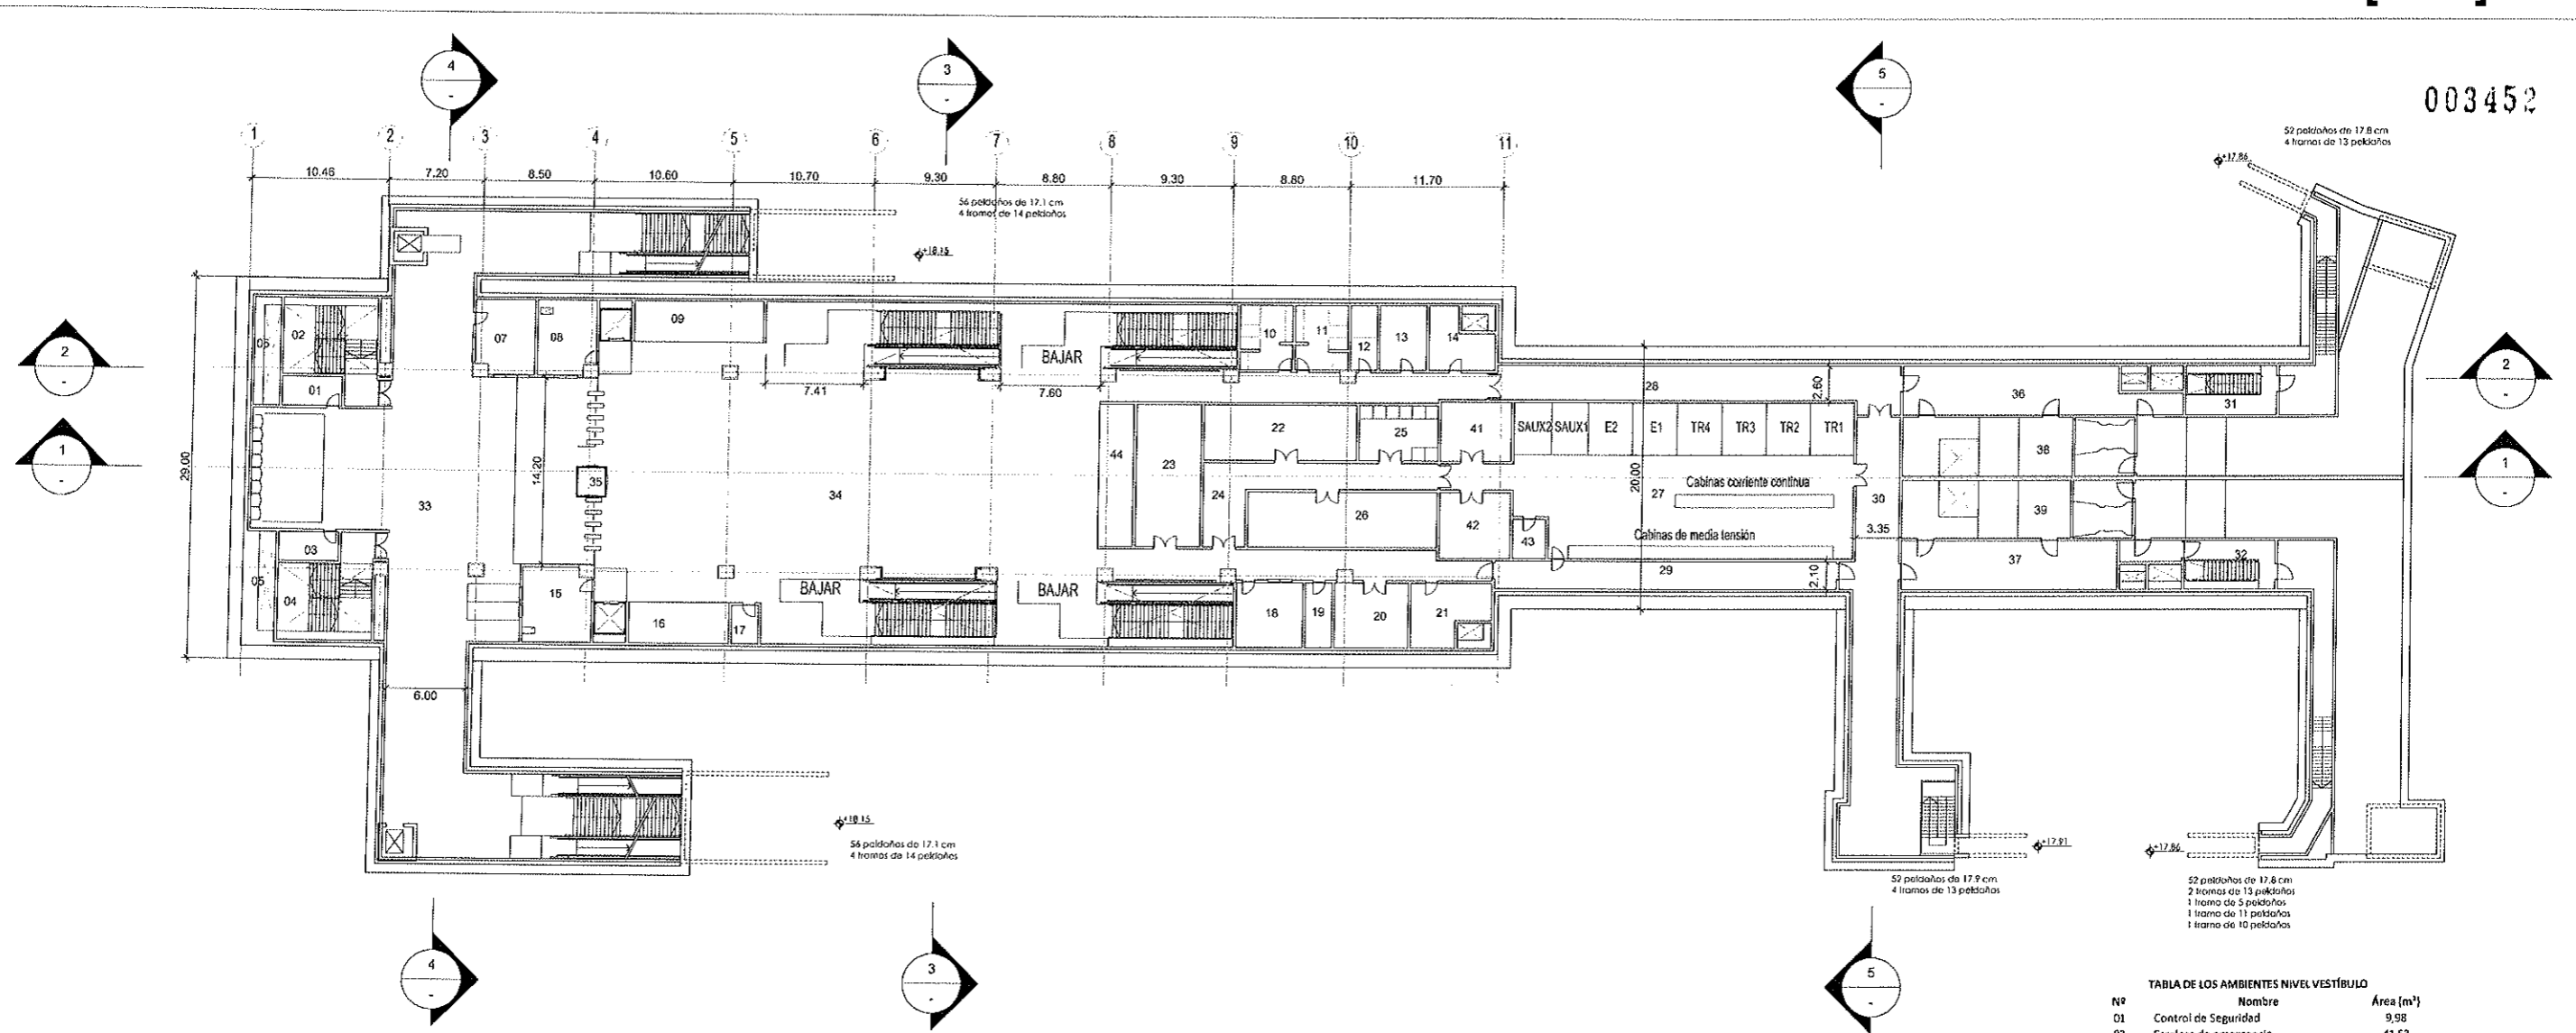 003452
52 peldaños de 17.8 cm
4 tramos de 13 peldaños
+17.86
4
-
3
-
5
-
1 2 3 4 5 6 7 8 9 10 11
10.46 7.20 8.50 10.60 10.70 9.30 8.80 9.30 8.80 11.70
56 peldaños de 17.1 cm
4 tramos de 14 peldaños
+18.15
2
-
2
-
1
-
1
-
29.00
02
01
07 08 09
BAJAR
10 11 12 13 14
7.41
7.60
28
2.60
36
31
14.20
35
33
34
44 23 22 25 41
SAUX2 SAUX1 E2 E1 TR4 TR3 TR2 TR1
38
24 26 42 43
20.00
27
Cabinas corriente continua
Cabinas de media tensión
30
3.35
39
03
05
04
15
16
17
BAJAR
BAJAR
18 19 20 21
29
2.10
37
32
6.00
+18.15
56 peldaños de 17.1 cm
4 tramos de 14 peldaños
+17.91
+17.86
52 peldaños de 17.9 cm
4 tramos de 13 peldaños
52 peldaños de 17.8 cm
2 tramos de 13 peldaños
1 tramo de 5 peldaños
1 tramo de 11 peldaños
1 tramo de 10 peldaños
4
-
3
-
5
-
TABLA DE LOS AMBIENTES NIVEL VESTÍBULO
Nº Nombre Área (m²)
01 Control de Seguridad 9,98